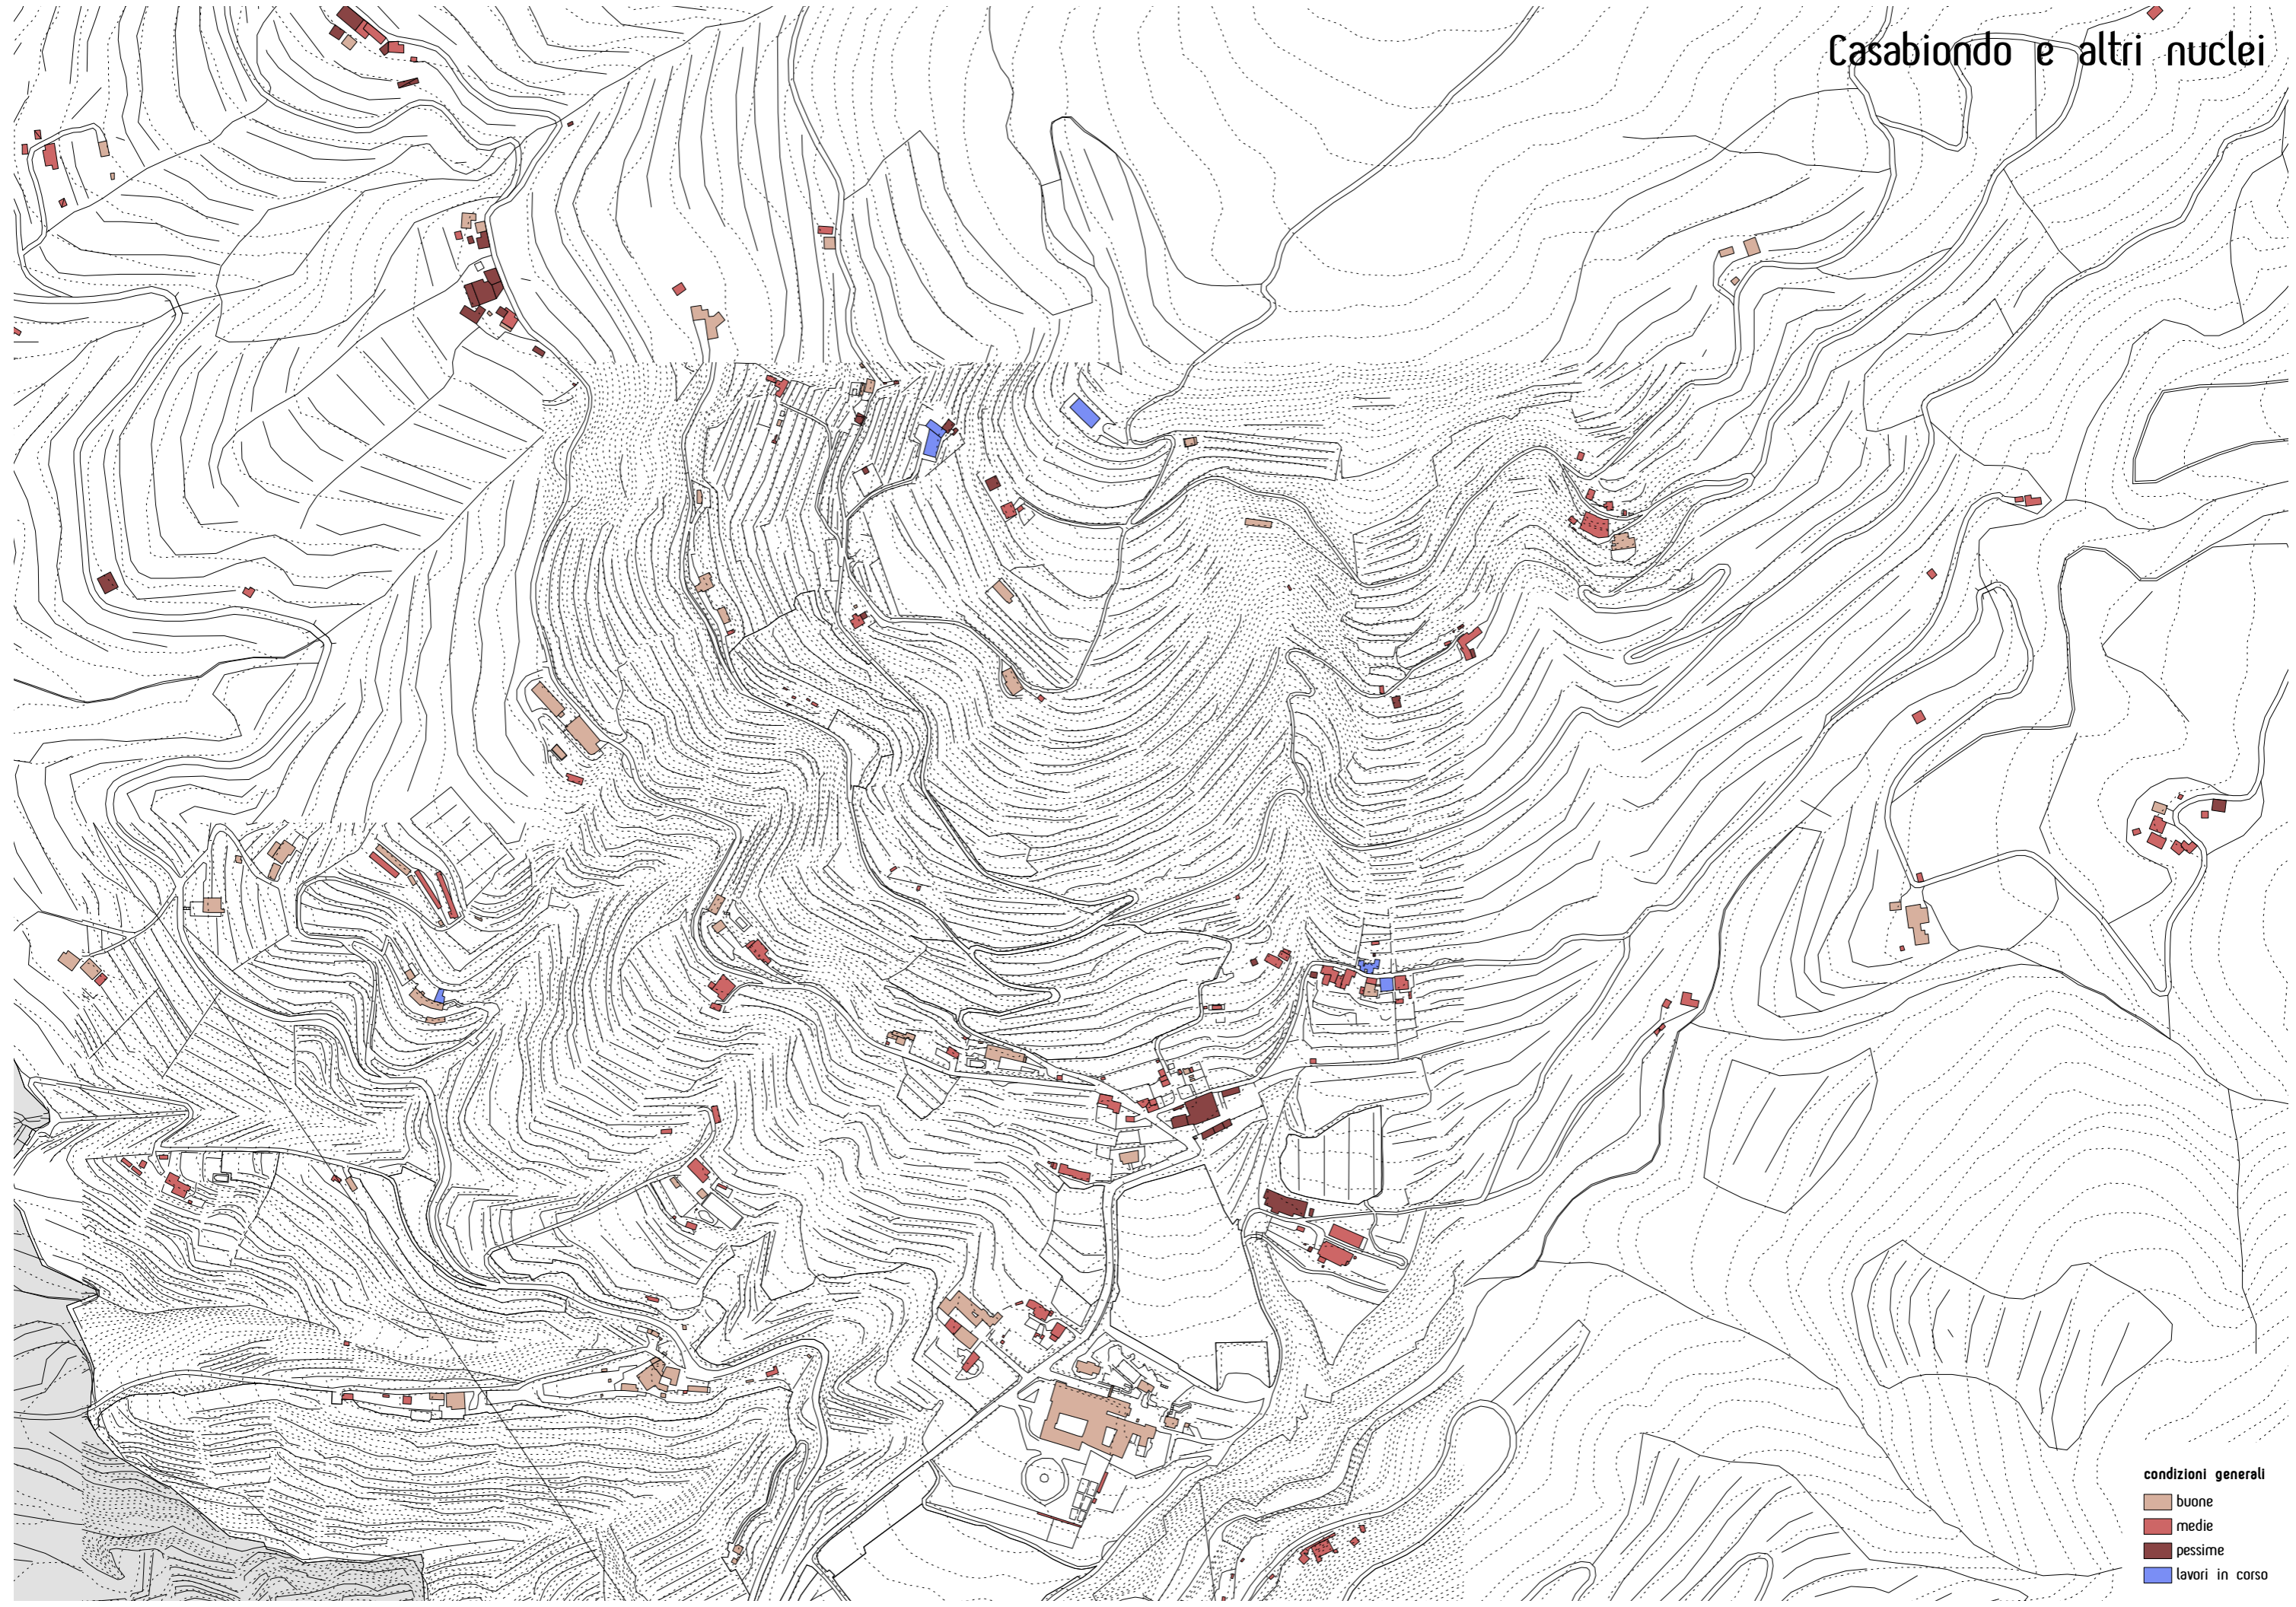 Casabiondo e altri nuclei
condizioni generali
buone
medie
pessime
lavori in corso